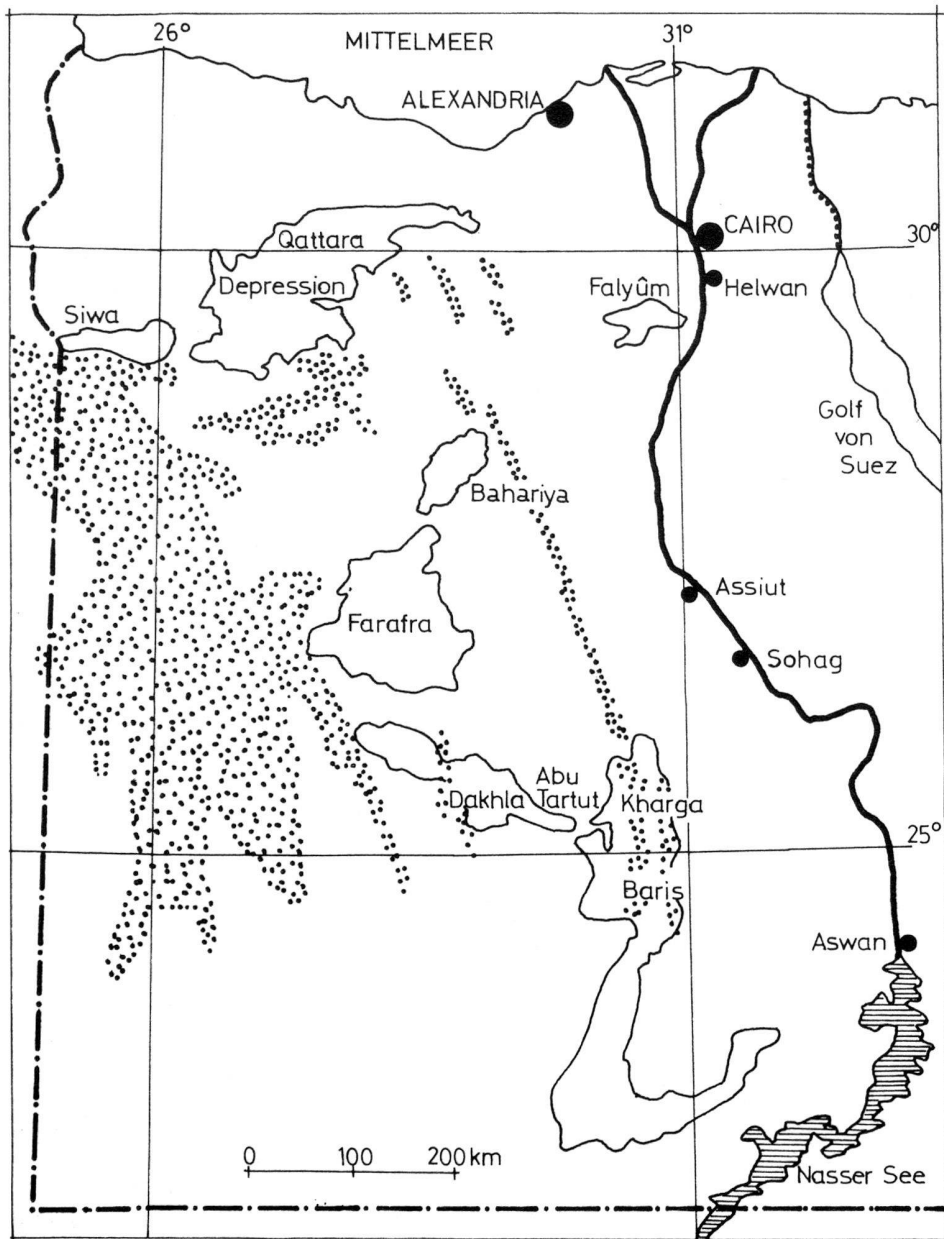 26°
31°
MITTELMEER
ALEXANDRIA
CAIRO
30°
Qattara
Depression
Helwan
Falyûm
Siwa
Golf
von
Suez
Bahariya
Assiut
Farafra
Sohag
Abu
Dakhla Tartut
Kharga
25°
Baris
Aswan
0 100 200 km
Nasser See